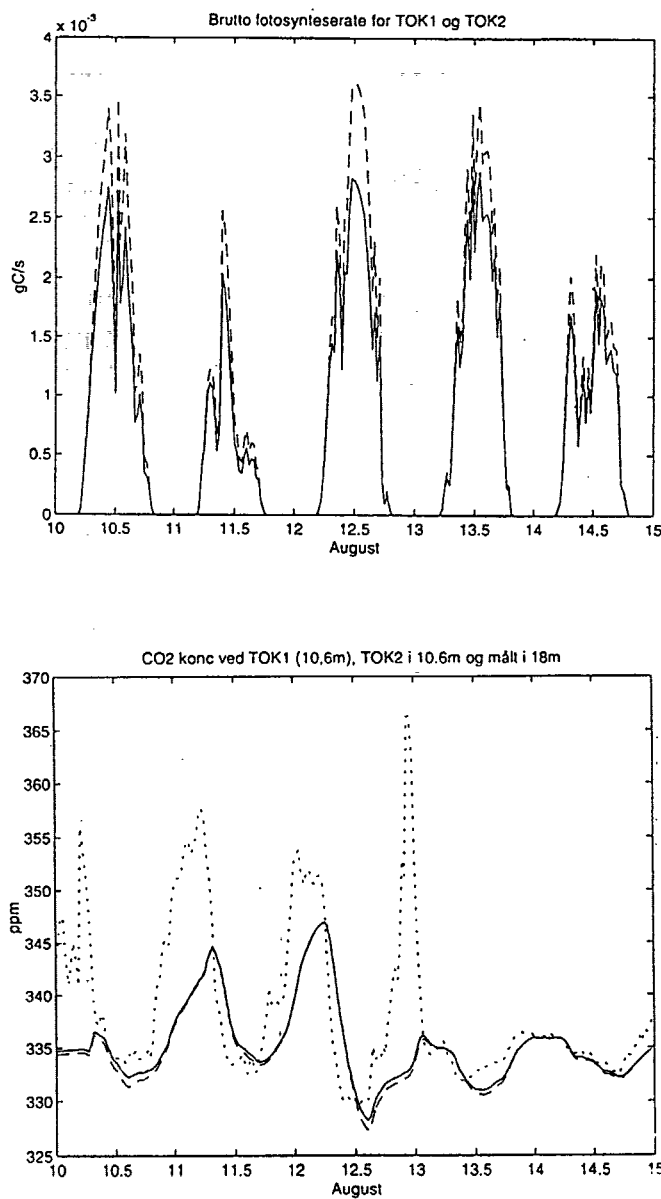 Brutto fotosynteserate for TOK1 og TOK2
x 10⁻³
4
3.5
3
2.5
2
1.5
1
0.5
0
gC/s
10 10.5 11 11.5 12 12.5 13 13.5 14 14.5 15
August
CO2 konc ved TOK1 (10,6m), TOK2 i 10.6m og målt i 18m
370
365
360
355
350
345
340
335
330
325
ppm
10 10.5 11 11.5 12 12.5 13 13.5 14 14.5 15
August